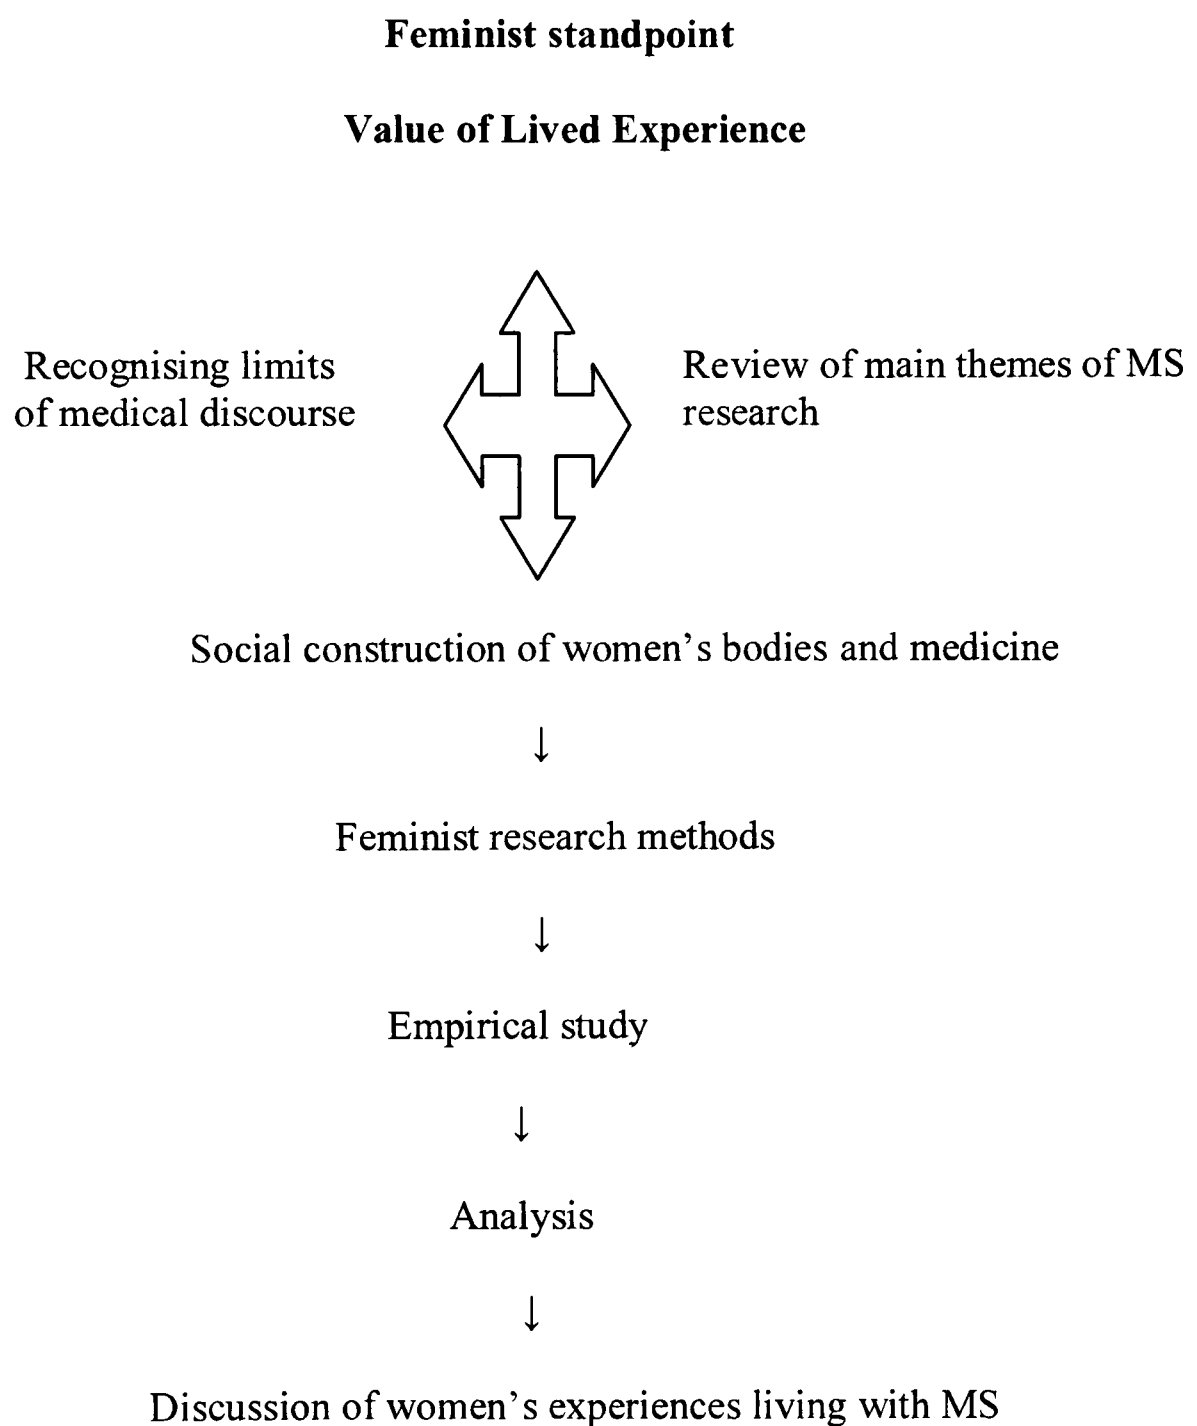 Feminist standpoint
Value of Lived Experience
Recognising limits
of medical discourse
Review of main themes of MS
research
Social construction of women's bodies and medicine
↓
Feminist research methods
↓
Empirical study
↓
Analysis
↓
Discussion of women's experiences living with MS